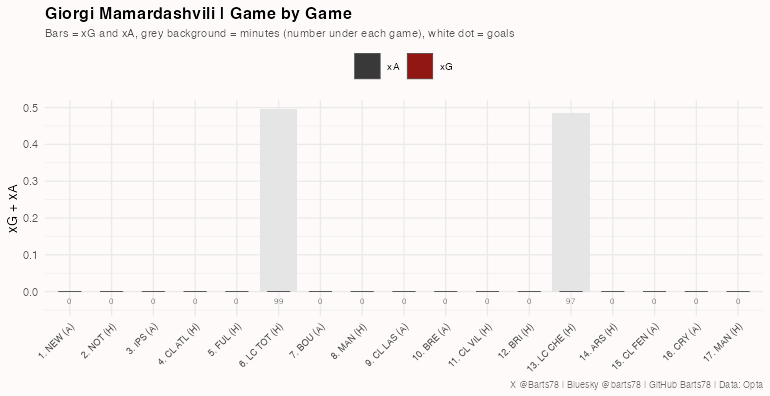 Giorgi Mamardashvili | Game by Game
Bars = xG and xA, grey background = minutes (number under each game), white dot = goals
xA
xG
xG + xA
0.5
0.4
0.3
0.2
0.1
0.0
0 0 0 0 0 99 0 0 0 0 0 0 97 0 0 0 0
1. NEW (A)
2. NOT (H)
3. IPS (A)
4. CL ATL (H)
5. FUL (H)
6. LC TOT (H)
7. BOU (A)
8. MAN (H)
9. CL LAS (A)
10. BRE (A)
11. CL VIL (H)
12. BRI (H)
13. LC CHE (H)
14. ARS (H)
15. CL FEN (A)
16. CRY (A)
17. MAN (H)
X @Barts78 | Bluesky @barts78 | GitHub Barts78 | Data: Opta